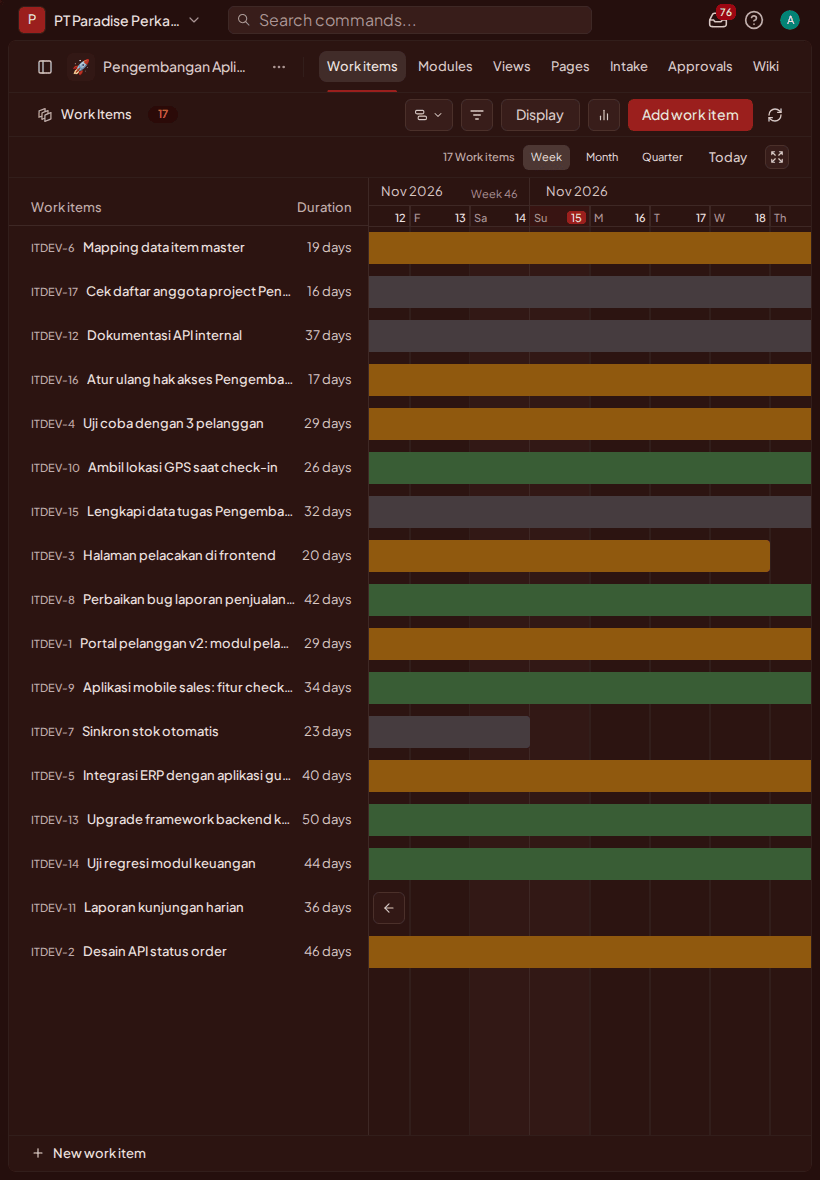 P PT Paradise Perka... Search commands... 76 A
Pengembangan Apli... Work items Modules Views Pages Intake Approvals Wiki
Work Items 17 Display Add work item
17 Work items Week Month Quarter Today
Work items Duration Nov 2026 Week 46 Nov 2026
12 F 13 Sa 14 Su 15 M 16 T 17 W 18 Th
ITDEV-6 Mapping data item master 19 days
ITDEV-17 Cek daftar anggota project Pen... 16 days
ITDEV-12 Dokumentasi API internal 37 days
ITDEV-16 Atur ulang hak akses Pengemba... 17 days
ITDEV-4 Uji coba dengan 3 pelanggan 29 days
ITDEV-10 Ambil lokasi GPS saat check-in 26 days
ITDEV-15 Lengkapi data tugas Pengemba... 32 days
ITDEV-3 Halaman pelacakan di frontend 20 days
ITDEV-8 Perbaikan bug laporan penjualan... 42 days
ITDEV-1 Portal pelanggan v2: modul pela... 29 days
ITDEV-9 Aplikasi mobile sales: fitur check... 34 days
ITDEV-7 Sinkron stok otomatis 23 days
ITDEV-5 Integrasi ERP dengan aplikasi gu... 40 days
ITDEV-13 Upgrade framework backend k... 50 days
ITDEV-14 Uji regresi modul keuangan 44 days
ITDEV-11 Laporan kunjungan harian 36 days
ITDEV-2 Desain API status order 46 days
New work item